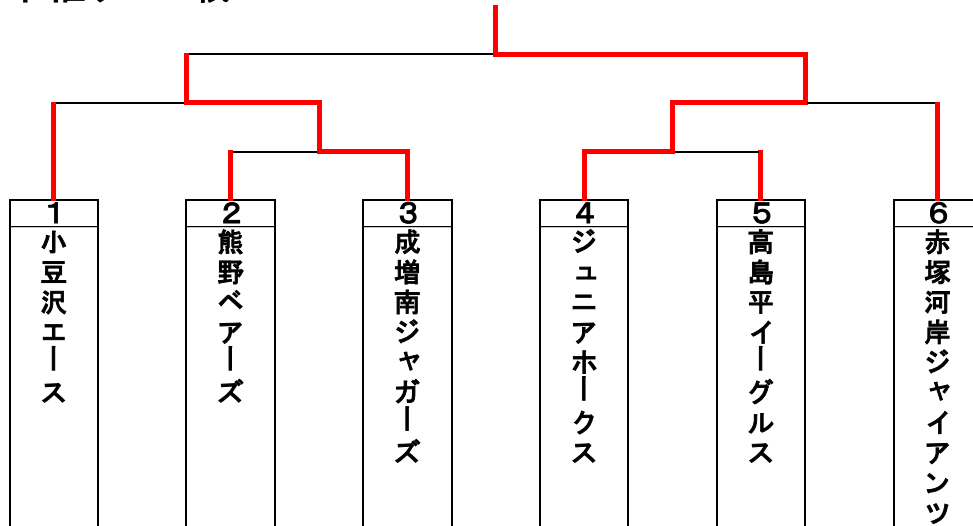 1
小豆沢エース
2
熊野ベアーズ
3
成増南ジャガーズ
4
ジュニアホークス
5
高島平イーグルス
6
赤塚河岸ジャイアンツ